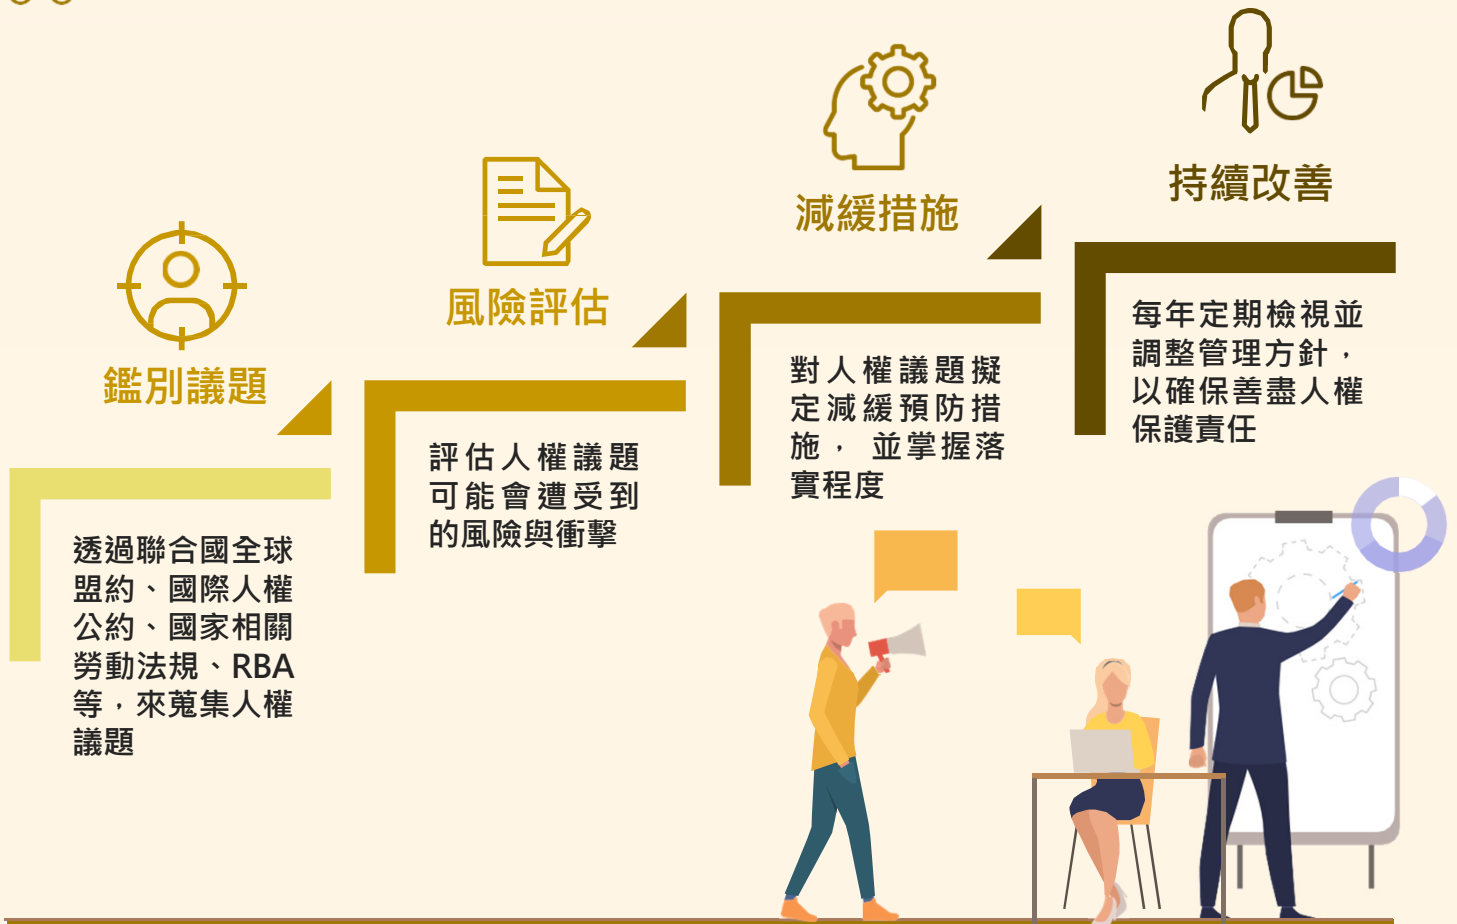 鑑別議題
透過聯合國全球
盟約、國際人權
公約、國家相關
勞動法規、RBA
等，來蒐集人權
議題
風險評估
評估人權議題
可能會遭受到
的風險與衝擊
減緩措施
對人權議題擬
定減緩預防措
施， 並掌握落
實程度
持續改善
每年定期檢視並
調整管理方針，
以確保善盡人權
保護責任